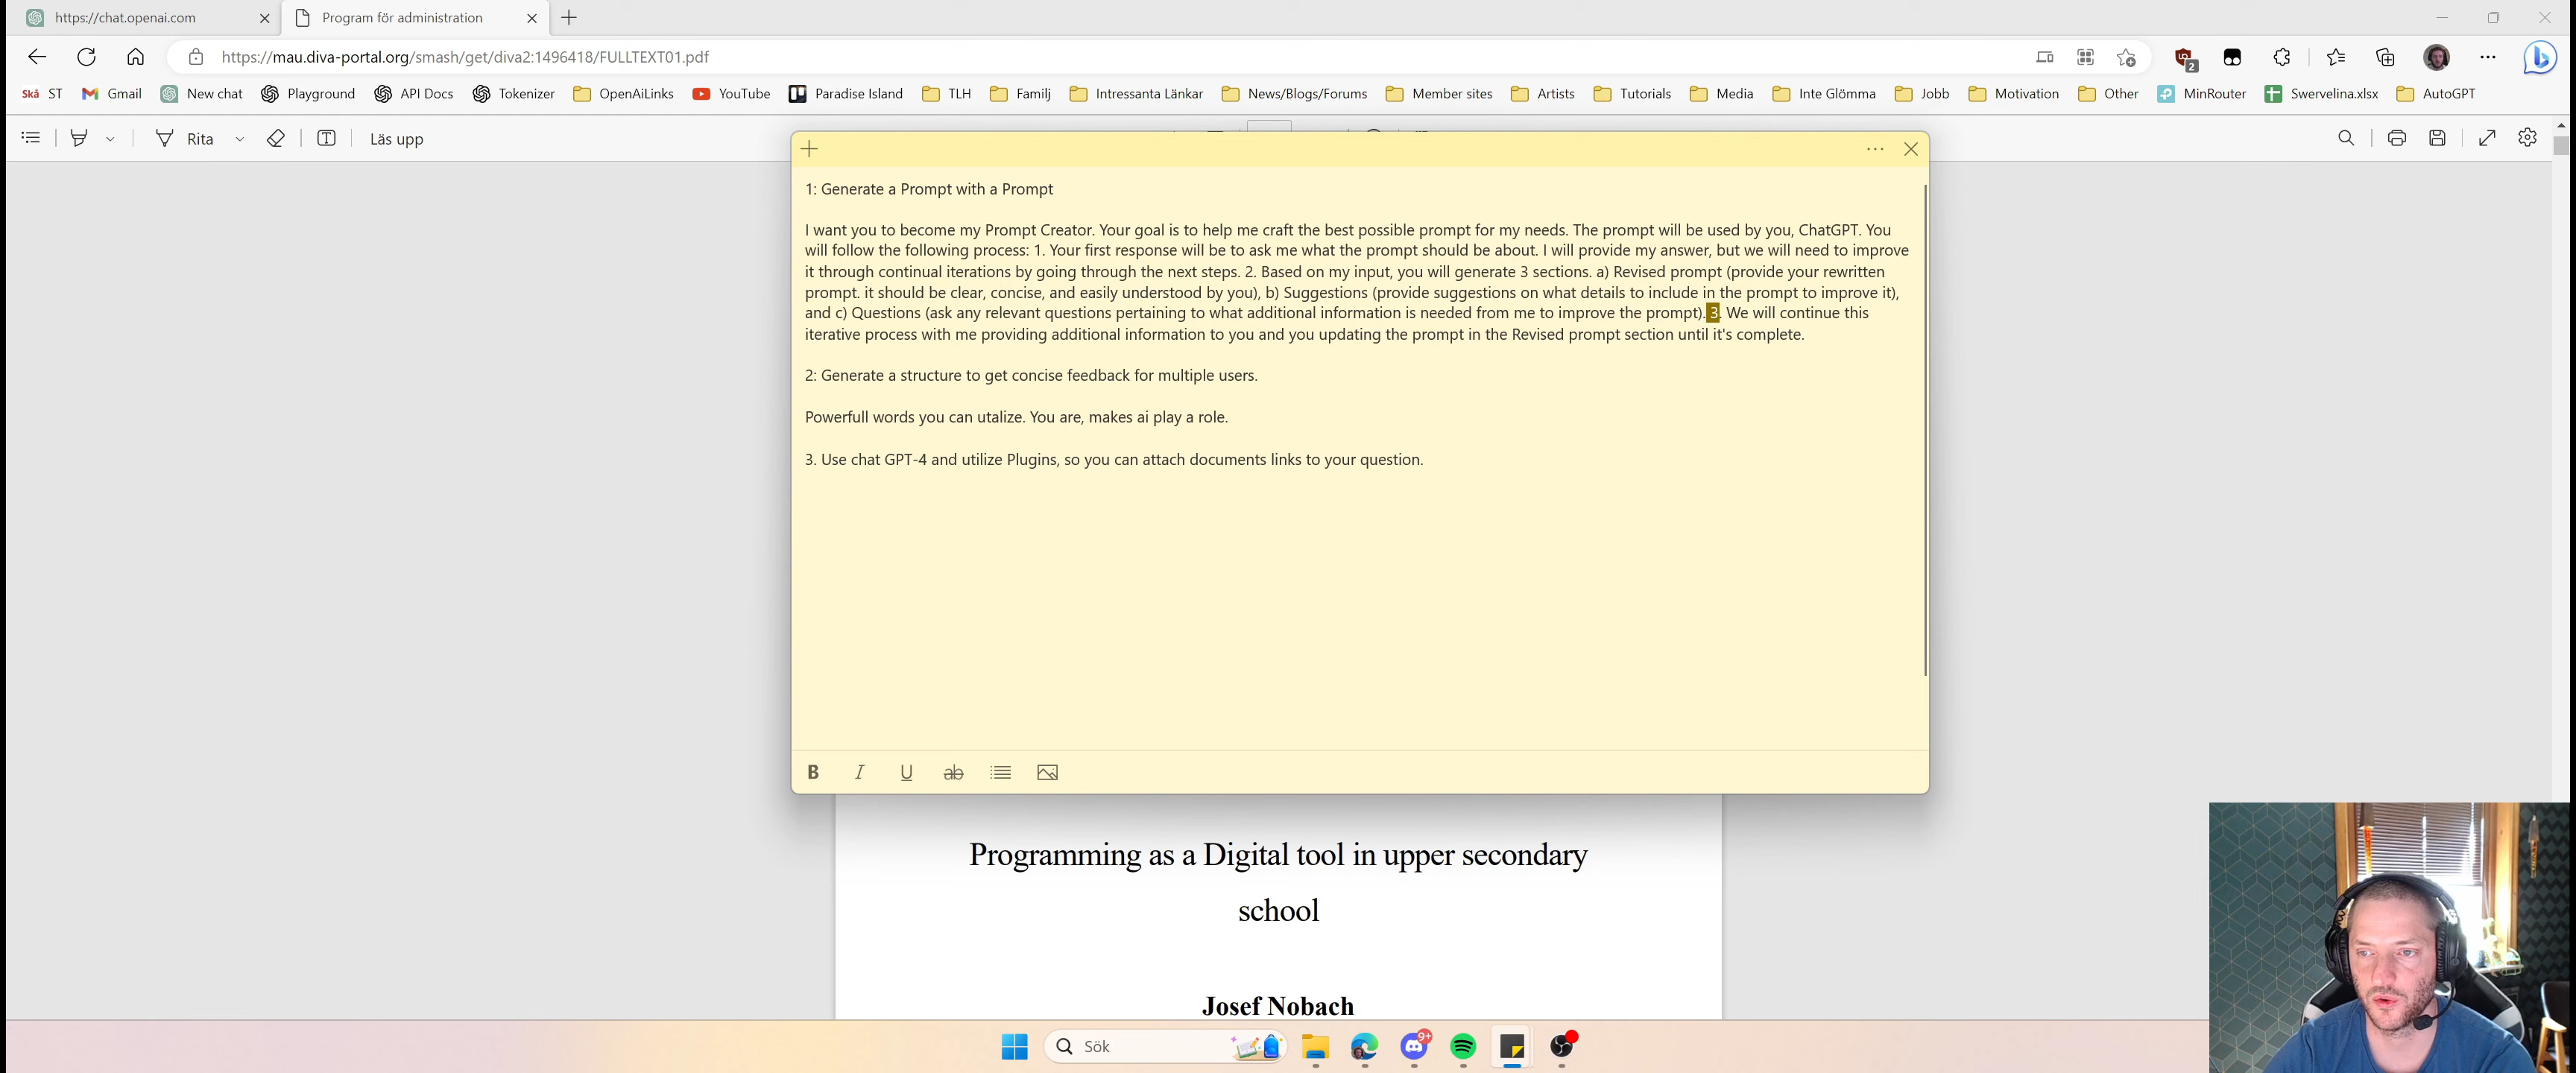 https://chat.openai.com
Program för administration
https://mau.diva-portal.org/smash/get/diva2:1496418/FULLTEXT01.pdf
2
Skå ST Gmail New chat Playground API Docs Tokenizer OpenAiLinks YouTube Paradise Island TLH Familj Intressanta Länkar News/Blogs/Forums Member sites Artists Tutorials Media Inte Glömma Jobb Motivation Other MinRouter Swervelina.xlsx AutoGPT
Rita Läs upp
1: Generate a Prompt with a Prompt
I want you to become my Prompt Creator. Your goal is to help me craft the best possible prompt for my needs. The prompt will be used by you, ChatGPT. You
will follow the following process: 1. Your first response will be to ask me what the prompt should be about. I will provide my answer, but we will need to improve
it through continual iterations by going through the next steps. 2. Based on my input, you will generate 3 sections. a) Revised prompt (provide your rewritten
prompt. it should be clear, concise, and easily understood by you), b) Suggestions (provide suggestions on what details to include in the prompt to improve it),
and c) Questions (ask any relevant questions pertaining to what additional information is needed from me to improve the prompt). 3. We will continue this
iterative process with me providing additional information to you and you updating the prompt in the Revised prompt section until it's complete.
2: Generate a structure to get concise feedback for multiple users.
Powerfull words you can utalize. You are, makes ai play a role.
3. Use chat GPT-4 and utilize Plugins, so you can attach documents links to your question.
B I U ab
Programming as a Digital tool in upper secondary
school
Josef Nobach
Sök
9+